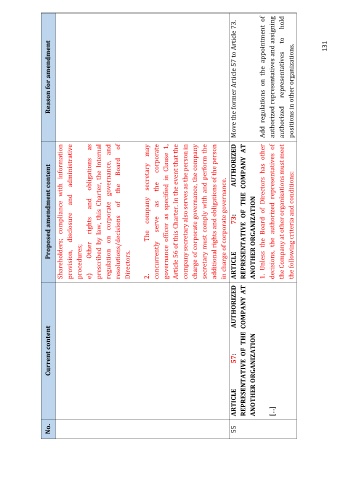 No.
Current content
Proposed amendment content
Reason for amendment
Shareholders; compliance with information
provision, disclosure and administrative
procedures;
e) Other rights and obligations as
prescribed by law, this Charter, the Internal
regulation on corporate governance, and
resolutions/decisions of the Board of
Directors.
2. The company secretary may
concurrently serve as the corporate
governance officer as specified in Clause 1,
Article 56 of this Charter. In the event that the
company secretary also serves as the person in
charge of corporate governance, the company
secretary must comply with and perform the
additional rights and obligations of the person
in charge of corporate governance.
55
ARTICLE 57: AUTHORIZED
REPRESENTATIVE OF THE COMPANY AT
ANOTHER ORGANIZATION
[...]
ARTICLE 73: AUTHORIZED
REPRESENTATIVE OF THE COMPANY AT
ANOTHER ORGANIZATION
1. Unless the Board of Directors has other
decisions, the authorized representatives of
the Company at other organizations must meet
the following criteria and conditions:
Move the former Article 57 to Article 73.
Add regulations on the appointment of
authorized representatives and assigning
authorized representatives to hold
positions in other organizations.
131